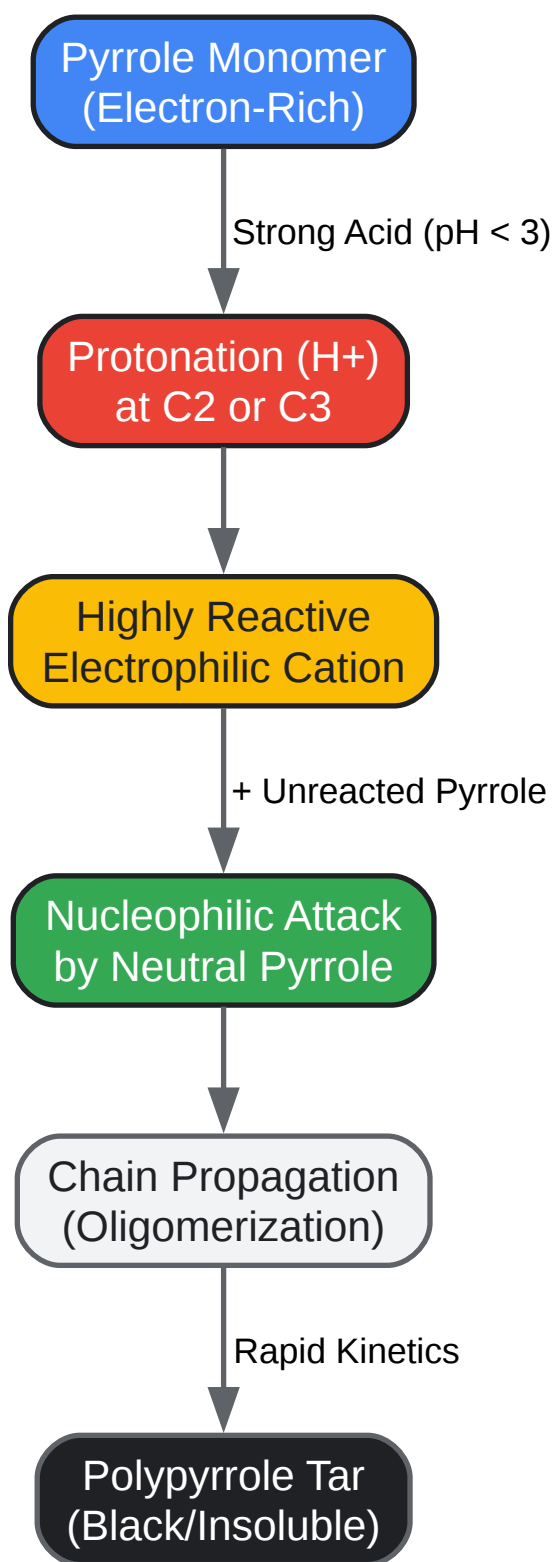 Pyrrole Monomer
(Electron-Rich)
Strong Acid (pH < 3)
Protonation (H+)
at C2 or C3
Highly Reactive
Electrophilic Cation
+ Unreacted Pyrrole
Nucleophilic Attack
by Neutral Pyrrole
Chain Propagation
(Oligomerization)
Rapid Kinetics
Polypyrrole Tar
(Black/Insoluble)